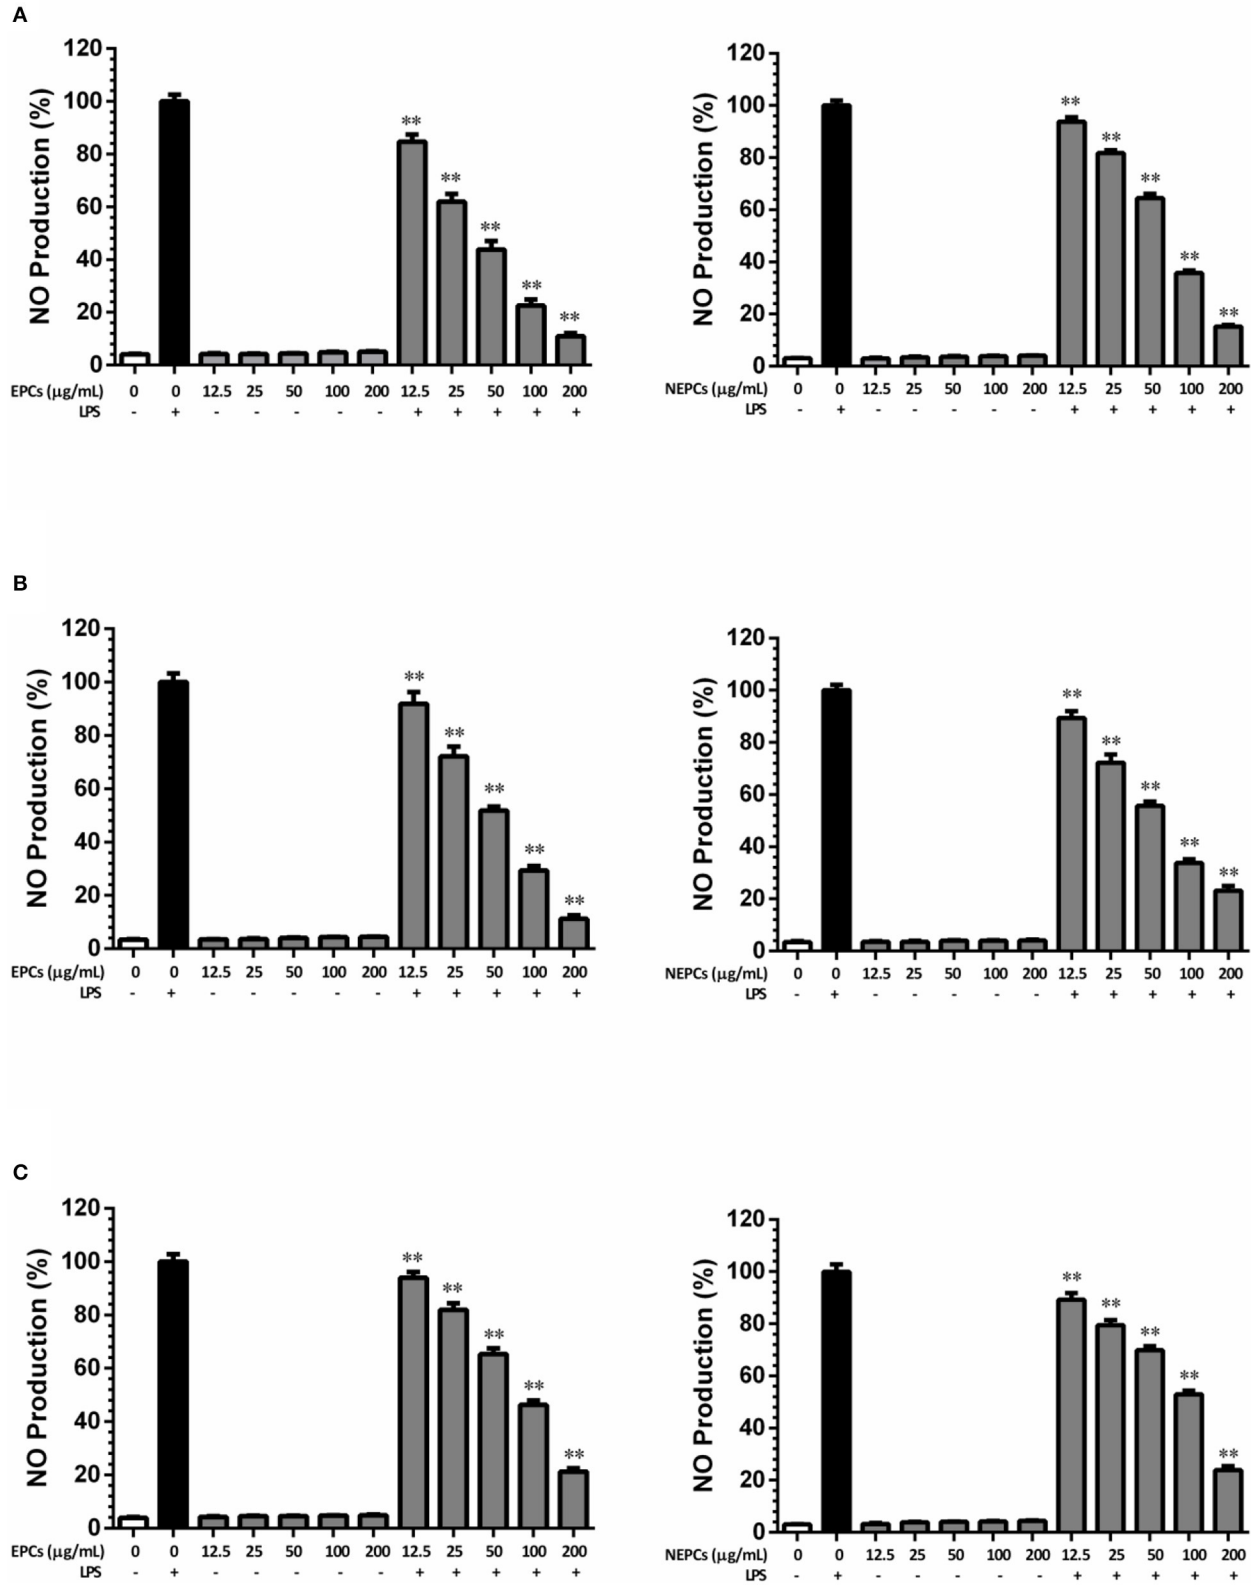 A
120
100
80
60
40
20
0
NO Production (%)
** ** ** ** **
EPCs (µg/mL) 0 0 12.5 25 50 100 200 12.5 25 50 100 200
LPS - + - - - - - + + + + +
120
100
80
60
40
20
0
NO Production (%)
** ** ** ** **
NEPCs (µg/mL) 0 0 12.5 25 50 100 200 12.5 25 50 100 200
LPS - + - - - - - + + + + +
B
120
100
80
60
40
20
0
NO Production (%)
** ** ** ** **
EPCs (µg/mL) 0 0 12.5 25 50 100 200 12.5 25 50 100 200
LPS - + - - - - - + + + + +
120
100
80
60
40
20
0
NO Production (%)
** ** ** ** **
NEPCs (µg/mL) 0 0 12.5 25 50 100 200 12.5 25 50 100 200
LPS - + - - - - - + + + + +
C
120
100
80
60
40
20
0
NO Production (%)
** ** ** ** **
EPCs (µg/mL) 0 0 12.5 25 50 100 200 12.5 25 50 100 200
LPS - + - - - - - + + + + +
120
100
80
60
40
20
0
NO Production (%)
** ** ** ** **
NEPCs (µg/mL) 0 0 12.5 25 50 100 200 12.5 25 50 100 200
LPS - + - - - - - + + + + +